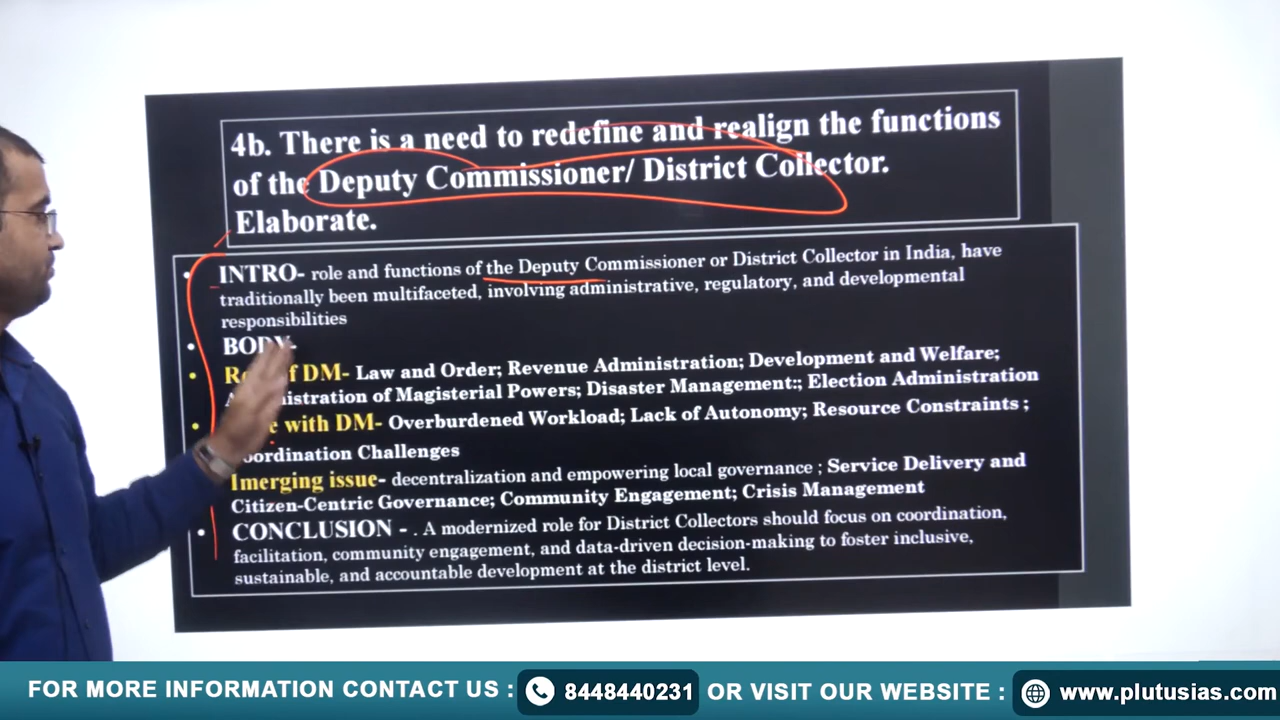 4b. There is a need to redefine and realign the functions
of the Deputy Commissioner/ District Collector.
Elaborate.
• INTRO- role and functions of the Deputy Commissioner or District Collector in India, have
traditionally been multifaceted, involving administrative, regulatory, and developmental
responsibilities
• BODY-
• DM- Law and Order; Revenue Administration; Development and Welfare;
of Magisterial Powers; Disaster Management:; Election Administration
• with DM- Overburdened Workload; Lack of Autonomy; Resource Constraints ;
Challenges
Imerging issue- decentralization and empowering local governance ; Service Delivery and
Citizen-Centric Governance; Community Engagement; Crisis Management
• CONCLUSION - . A modernized role for District Collectors should focus on coordination,
facilitation, community engagement, and data-driven decision-making to foster inclusive,
sustainable, and accountable development at the district level.
FOR MORE INFORMATION CONTACT US : 8448440231 OR VISIT OUR WEBSITE : www.plutusias.com